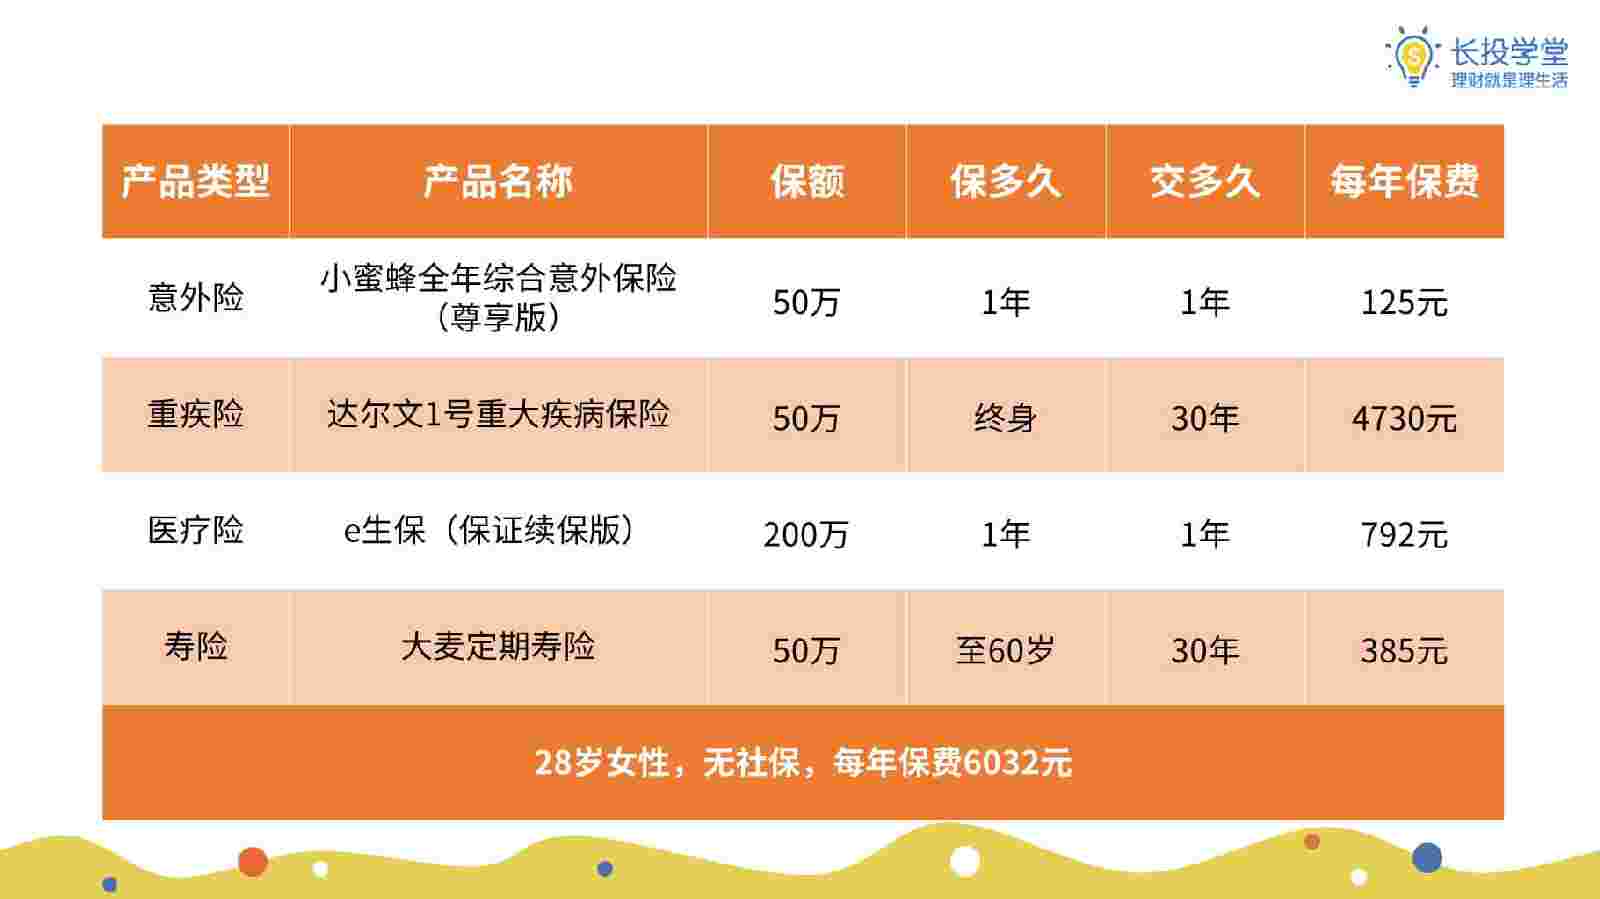 长投学堂
理财就是理生活
产品类型 产品名称 保额 保多久 交多久 每年保费
意外险 小蜜蜂全年综合意外保险 50万 1年 1年 125元
（尊享版）
重疾险 达尔文1号重大疾病保险 50万 终身 30年 4730元
医疗险 e生保（保证续保版） 200万 1年 1年 792元
寿险 大麦定期寿险 50万 至60岁 30年 385元
28岁女性，无社保，每年保费6032元